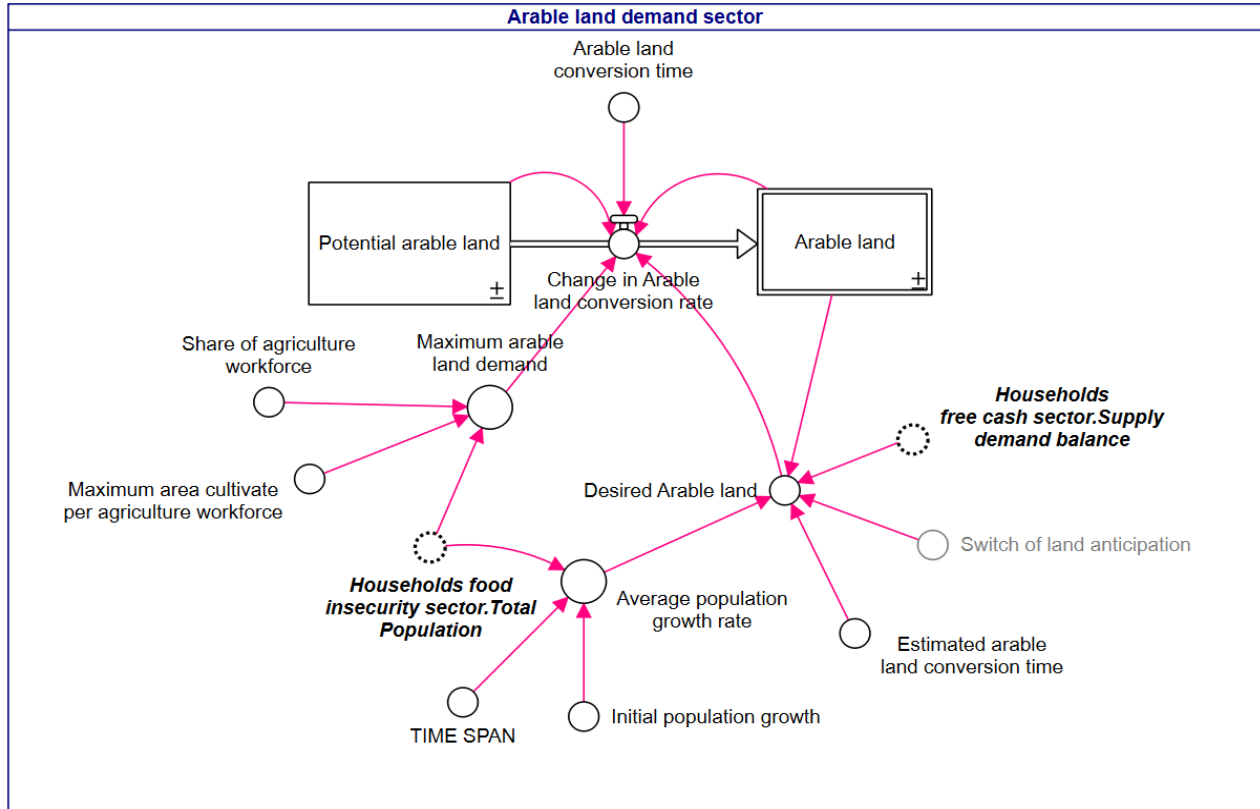 Arable land demand sector
Arable land
conversion time
Potential arable land
±
Arable land
±
Change in Arable
land conversion rate
Share of agriculture
workforce
Maximum arable
land demand
Households
free cash sector.Supply
demand balance
Maximum area cultivate
per agriculture workforce
Desired Arable land
Switch of land anticipation
Households food
insecurity sector.Total
Population
Average population
growth rate
Estimated arable
land conversion time
TIME SPAN
Initial population growth